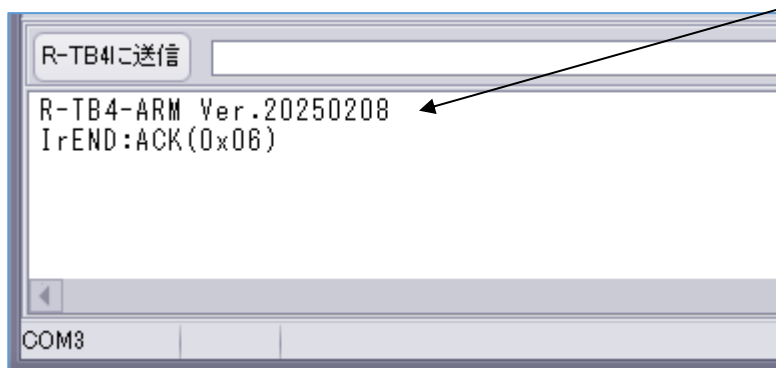 R-TB4に送信
R-TB4-ARM Ver.20250208
IrEND:ACK(0x06)
COM3